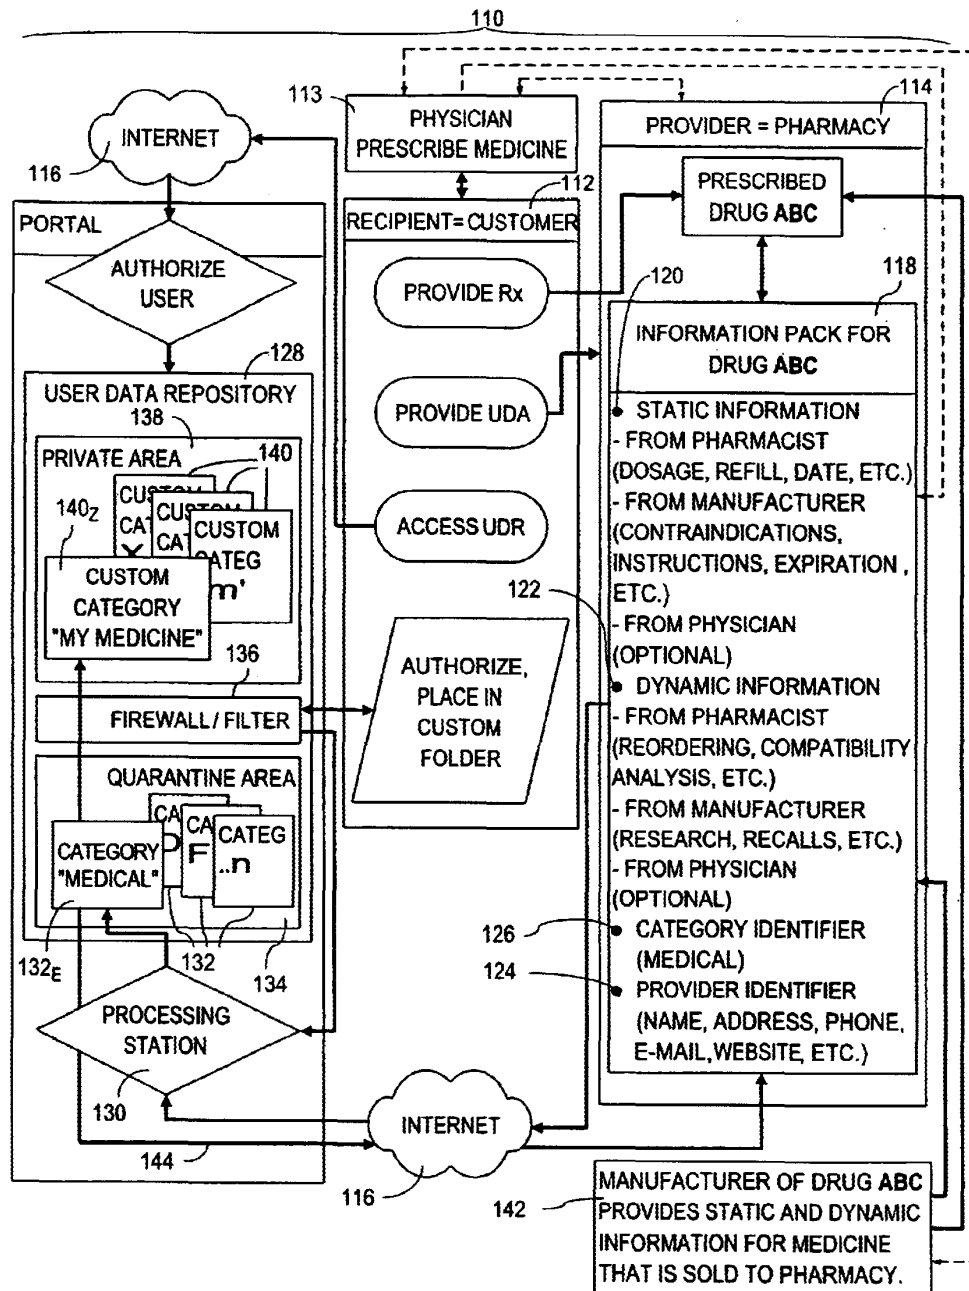 110
INTERNET
116
113
PHYSICIAN
PRESCRIBE MEDICINE
114
PROVIDER = PHARMACY
PRESCRIBED
DRUG ABC
112
RECIPIENT= CUSTOMER
PROVIDE Rx
PROVIDE UDA
ACCESS UDR
AUTHORIZE,
PLACE IN
CUSTOM
FOLDER
PORTAL
AUTHORIZE
USER
128
USER DATA REPOSITORY
138
PRIVATE AREA
140
140Z
CUSTOM
CAT
X
CUSTOM
CAT
CUSTOM
CATEG
m'
CUSTOM
CATEGORY
"MY MEDICINE"
136
FIREWALL / FILTER
QUARANTINE AREA
CA
D
CA
F
CATEG
..n
CATEGORY
"MEDICAL"
132E
132
134
PROCESSING
STATION
130
144
INTERNET
116
118
120
INFORMATION PACK FOR
DRUG ABC
• STATIC INFORMATION
- FROM PHARMACIST
(DOSAGE, REFILL, DATE, ETC.)
- FROM MANUFACTURER
(CONTRAINDICATIONS,
INSTRUCTIONS, EXPIRATION ,
ETC.)
- FROM PHYSICIAN
(OPTIONAL)
122
• DYNAMIC INFORMATION
- FROM PHARMACIST
(REORDERING, COMPATIBILITY
ANALYSIS, ETC.)
- FROM MANUFACTURER
(RESEARCH, RECALLS, ETC.)
- FROM PHYSICIAN
(OPTIONAL)
126
• CATEGORY IDENTIFIER
(MEDICAL)
124
• PROVIDER IDENTIFIER
(NAME, ADDRESS, PHONE,
E-MAIL, WEBSITE, ETC.)
142
MANUFACTURER OF DRUG ABC
PROVIDES STATIC AND DYNAMIC
INFORMATION FOR MEDICINE
THAT IS SOLD TO PHARMACY.